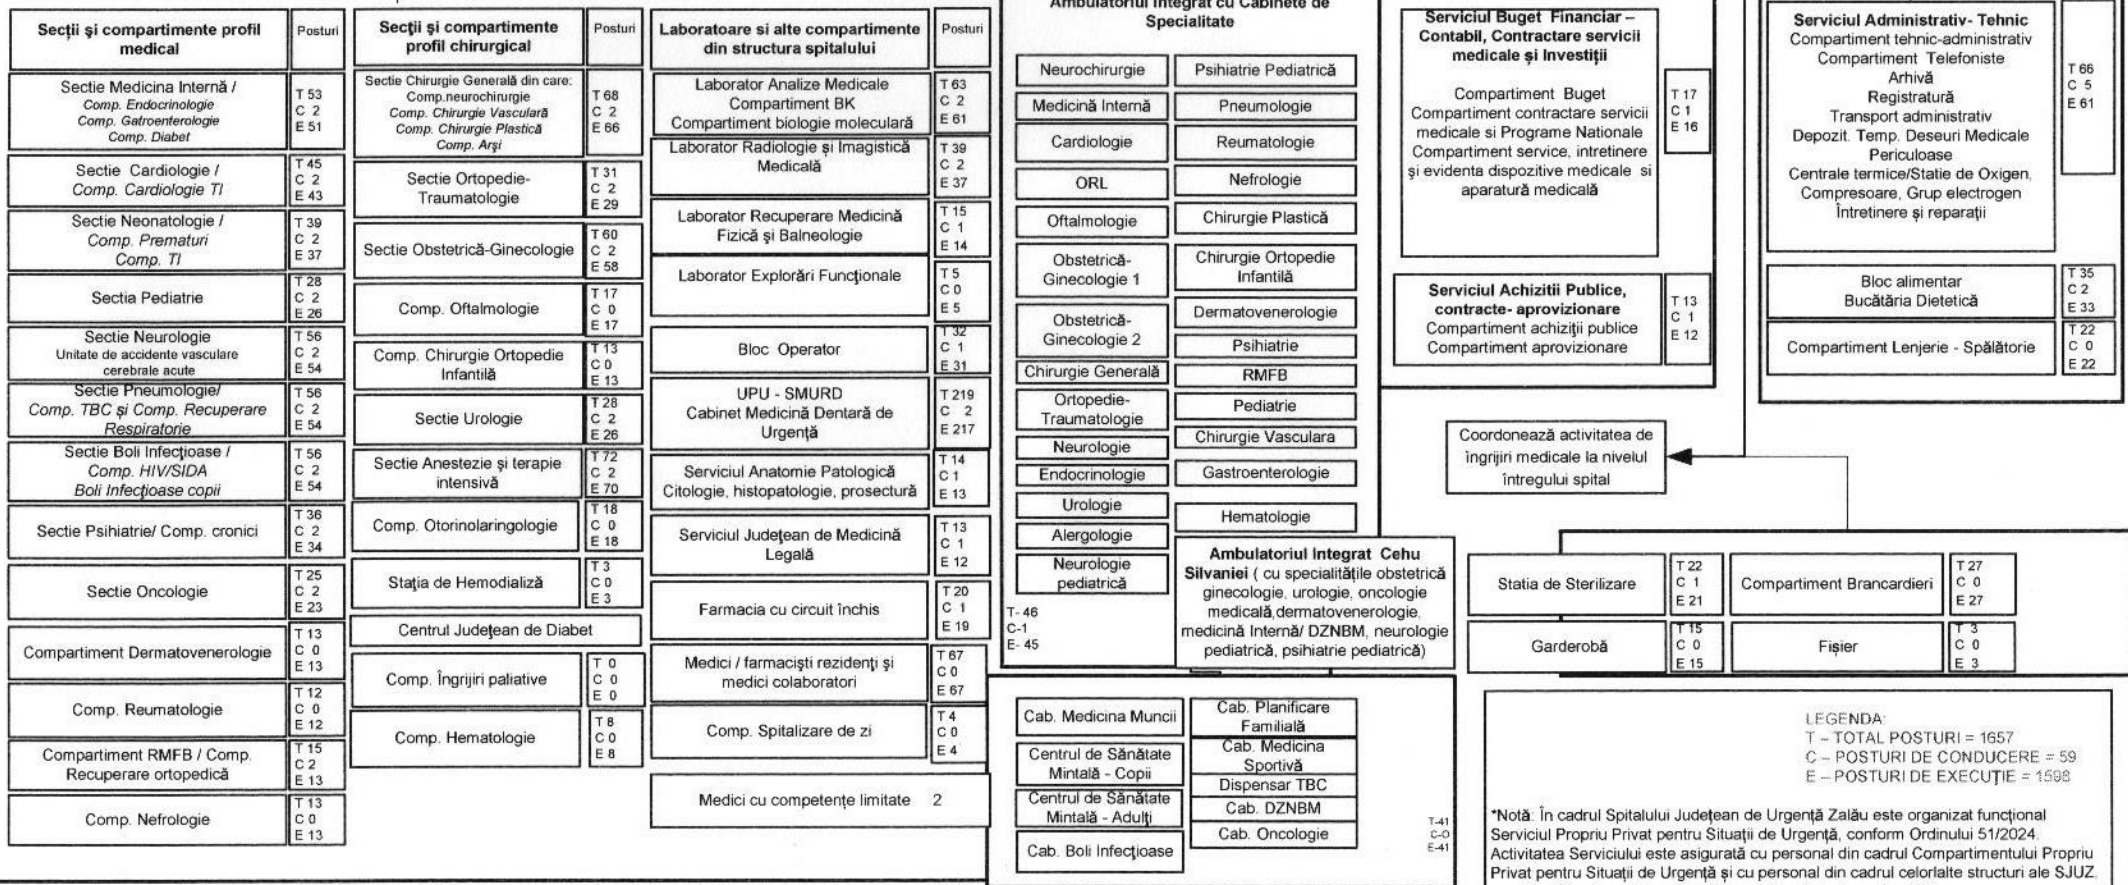 Secții și compartimente profil
medical
Posturi
Sectie Medicina Internă /
Comp. Endocrinologie
Comp. Gatroenterologie
Comp. Diabet
T 53
C 2
E 51
Sectie Cardiologie /
Comp. Cardiologie TI
T 45
C 2
E 43
Sectie Neonatologie /
Comp. Prematuri
Comp. TI
T 39
C 2
E 37
Sectia Pediatrie
T 28
C 2
E 26
Sectie Neurologie
Unitate de accidente vasculare
cerebrale acute
T 56
C 2
E 54
Sectie Pneumologie/
Comp. TBC și Comp. Recuperare
Respiratorie
T 56
C 2
E 54
Sectie Boli Infecţioase /
Comp. HIV/SIDA
Boli Infecţioase copii
T 56
C 2
E 54
Sectie Psihiatrie/ Comp. cronici
T 36
C 2
E 34
Sectie Oncologie
T 25
C 2
E 23
Compartiment Dermatovenerologie
T 13
C 0
E 13
Comp. Reumatologie
T 12
C 0
E 12
Compartiment RMFB / Comp.
Recuperare ortopedică
T 15
C 2
E 13
Comp. Nefrologie
T 13
C 0
E 13
Secţii şi compartimente
profil chirurgical
Posturi
Sectie Chirurgie Generală din care:
Comp.neurochirurgie
Comp. Chirurgie Vasculară
Comp. Chirurgie Plastică
Comp. Arşi
T 68
C 2
E 66
Sectie Ortopedie-
Traumatologie
T 31
C 2
E 29
Sectie Obstetrică-Ginecologie
T 60
C 2
E 58
Comp. Oftalmologie
T 17
C 0
E 17
Comp. Chirurgie Ortopedie
Infantilă
T 13
C 0
E 13
Sectie Urologie
T 28
C 2
E 26
Sectie Anestezie și terapie
intensivă
T 72
C 2
E 70
Comp. Otorinolaringologie
T 18
C 0
E 18
Staţia de Hemodializă
T 3
C 0
E 3
Centrul Judeţean de Diabet
Comp. Îngrijiri paliative
T 0
C 0
E 0
Comp. Hematologie
T 8
C 0
E 8
Laboratoare si alte compartimente
din structura spitalului
Posturi
Laborator Analize Medicale
Compartiment BK
Compartiment biologie moleculară
T 63
C 2
E 61
Laborator Radiologie și Imagistică
Medicală
T 39
C 2
E 37
Laborator Recuperare Medicină
Fizică şi Balneologie
T 15
C 1
E 14
Laborator Explorări Funcţionale
T 5
C 0
E 5
Bloc Operator
T 32
C 1
E 31
UPU - SMURD
Cabinet Medicină Dentară de
Urgenţă
T 219
C 2
E 217
Serviciul Anatomie Patologică
Citologie, histopatologie, prosectură
T 14
C 1
E 13
Serviciul Judeţean de Medicină
Legală
T 13
C 1
E 12
Farmacia cu circuit închis
T 20
C 1
E 19
Medici / farmacişti rezidenţi şi
medici colaboratori
T 67
C 0
E 67
Comp. Spitalizare de zi
T 4
C 0
E 4
Medici cu competenţe limitate 2
Ambulatoriul Integrat cu Cabinete de
Specialitate
Neurochirurgie
Medicină Internă
Cardiologie
ORL
Oftalmologie
Obstetrică-
Ginecologie 1
Obstetrică-
Ginecologie 2
Chirurgie Generală
Ortopedie-
Traumatologie
Neurologie
Endocrinologie
Urologie
Alergologie
Neurologie
pediatrică
T- 46
C-1
E- 45
Psihiatrie Pediatrică
Pneumologie
Reumatologie
Nefrologie
Chirurgie Plastică
Chirurgie Ortopedie
Infantilă
Dermatovenerologie
Psihiatrie
RMFB
Pediatrie
Chirurgie Vasculara
Gastroenterologie
Hematologie
Ambulatoriul Integrat Cehu
Silvaniei ( cu specialitățile obstetrică
ginecologie, urologie, oncologie
medicală,dermatovenerologie,
medicină Internă/ DZNBM, neurologie
pediatrică, psihiatrie pediatrică)
Cab. Medicina Muncii
Centrul de Sănătate
Mintală - Copii
Centrul de Sănătate
Mintală - Adulţi
Cab. Boli Infecţioase
Cab. Planificare
Familială
Cab. Medicina
Sportivă
Dispensar TBC
Cab. DZNBM
Cab. Oncologie
T-41
C-O
E-41
Serviciul Buget Financiar –
Contabil, Contractare servicii
medicale și Investiții
Compartiment Buget
Compartiment contractare servicii
medicale si Programe Nationale
Compartiment service, intretinere
și evidenta dispozitive medicale si
aparatură medicală
T 17
C 1
E 16
Serviciul Achizitii Publice,
contracte- aprovizionare
Compartiment achiziţii publice
Compartiment aprovizionare
T 13
C 1
E 12
Serviciul Administrativ- Tehnic
Compartiment tehnic-administrativ
Compartiment Telefoniste
Arhivă
Registratură
Transport administrativ
Depozit. Temp. Deseuri Medicale
Periculoase
Centrale termice/Statie de Oxigen,
Compresoare, Grup electrogen
Întretinere și reparații
T 66
C 5
E 61
Bloc alimentar
Bucătăria Dietetică
T 35
C 2
E 33
Compartiment Lenjerie - Spălătorie
T 22
C 0
E 22
Coordonează activitatea de
îngrijiri medicale la nivelul
întregului spital
Statia de Sterilizare
T 22
C 1
E 21
Compartiment Brancardieri
T 27
C 0
E 27
Garderobă
T 15
C 0
E 15
Fișier
T 3
C 0
E 3
LEGENDA:
T – TOTAL POSTURI = 1657
C – POSTURI DE CONDUCERE = 59
E – POSTURI DE EXECUŢIE = 1598
*Notă: În cadrul Spitalului Județean de Urgență Zalău este organizat funcțional
Serviciul Propriu Privat pentru Situații de Urgență, conform Ordinului 51/2024.
Activitatea Serviciului este asigurată cu personal din cadrul Compartimentului Propriu
Privat pentru Situații de Urgență și cu personal din cadrul celorlalte structuri ale SJUZ.